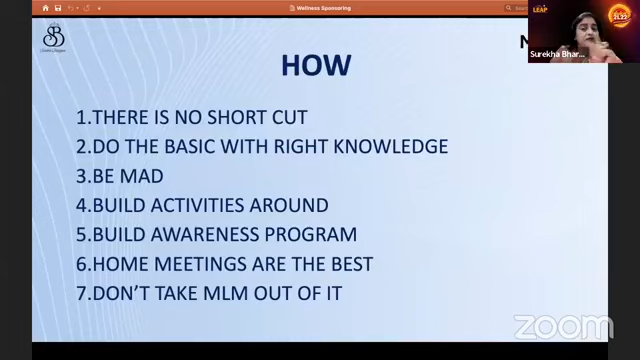 Wellness Sponsoring
LEAP
2L22
N
Surekha Bhar...
SB
HOW
1.THERE IS NO SHORT CUT
2.DO THE BASIC WITH RIGHT KNOWLEDGE
3.BE MAD
4.BUILD ACTIVITIES AROUND
5.BUILD AWARENESS PROGRAM
6.HOME MEETINGS ARE THE BEST
7.DON'T TAKE MLM OUT OF IT
zoom